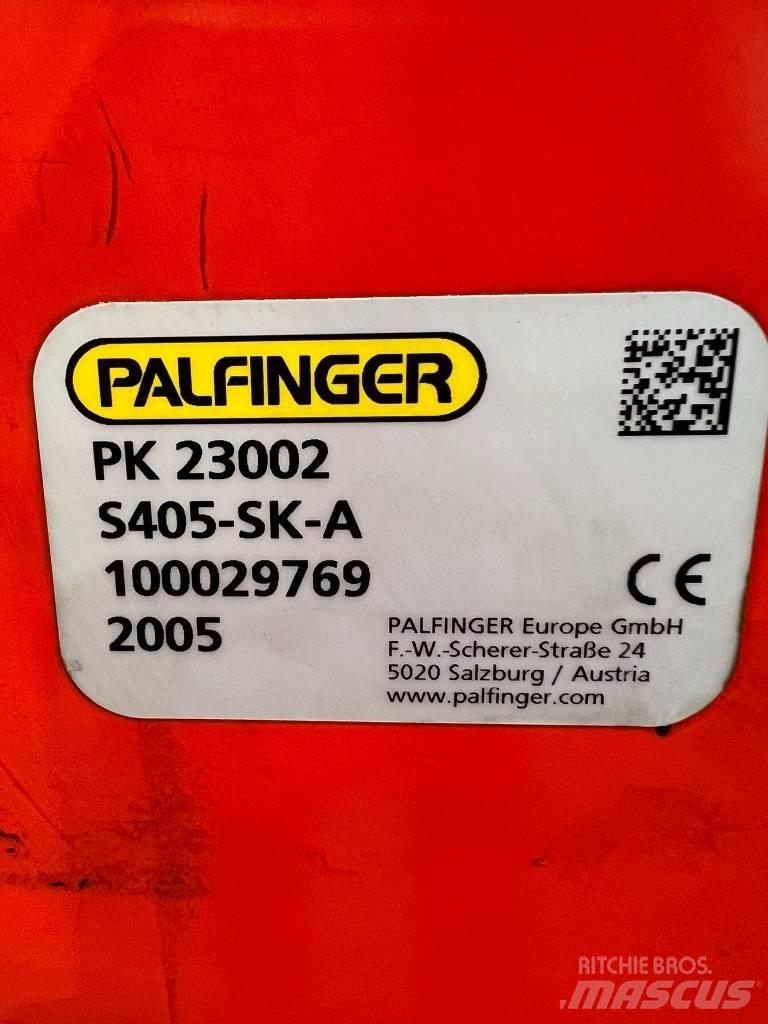 PALFINGER
PK 23002
S405-SK-A
100029769
2005
CE
PALFINGER Europe GmbH
F.-W.-Scherer-Straße 24
5020 Salzburg / Austria
www.palfinger.com
RITCHIE BROS.
MASCUS